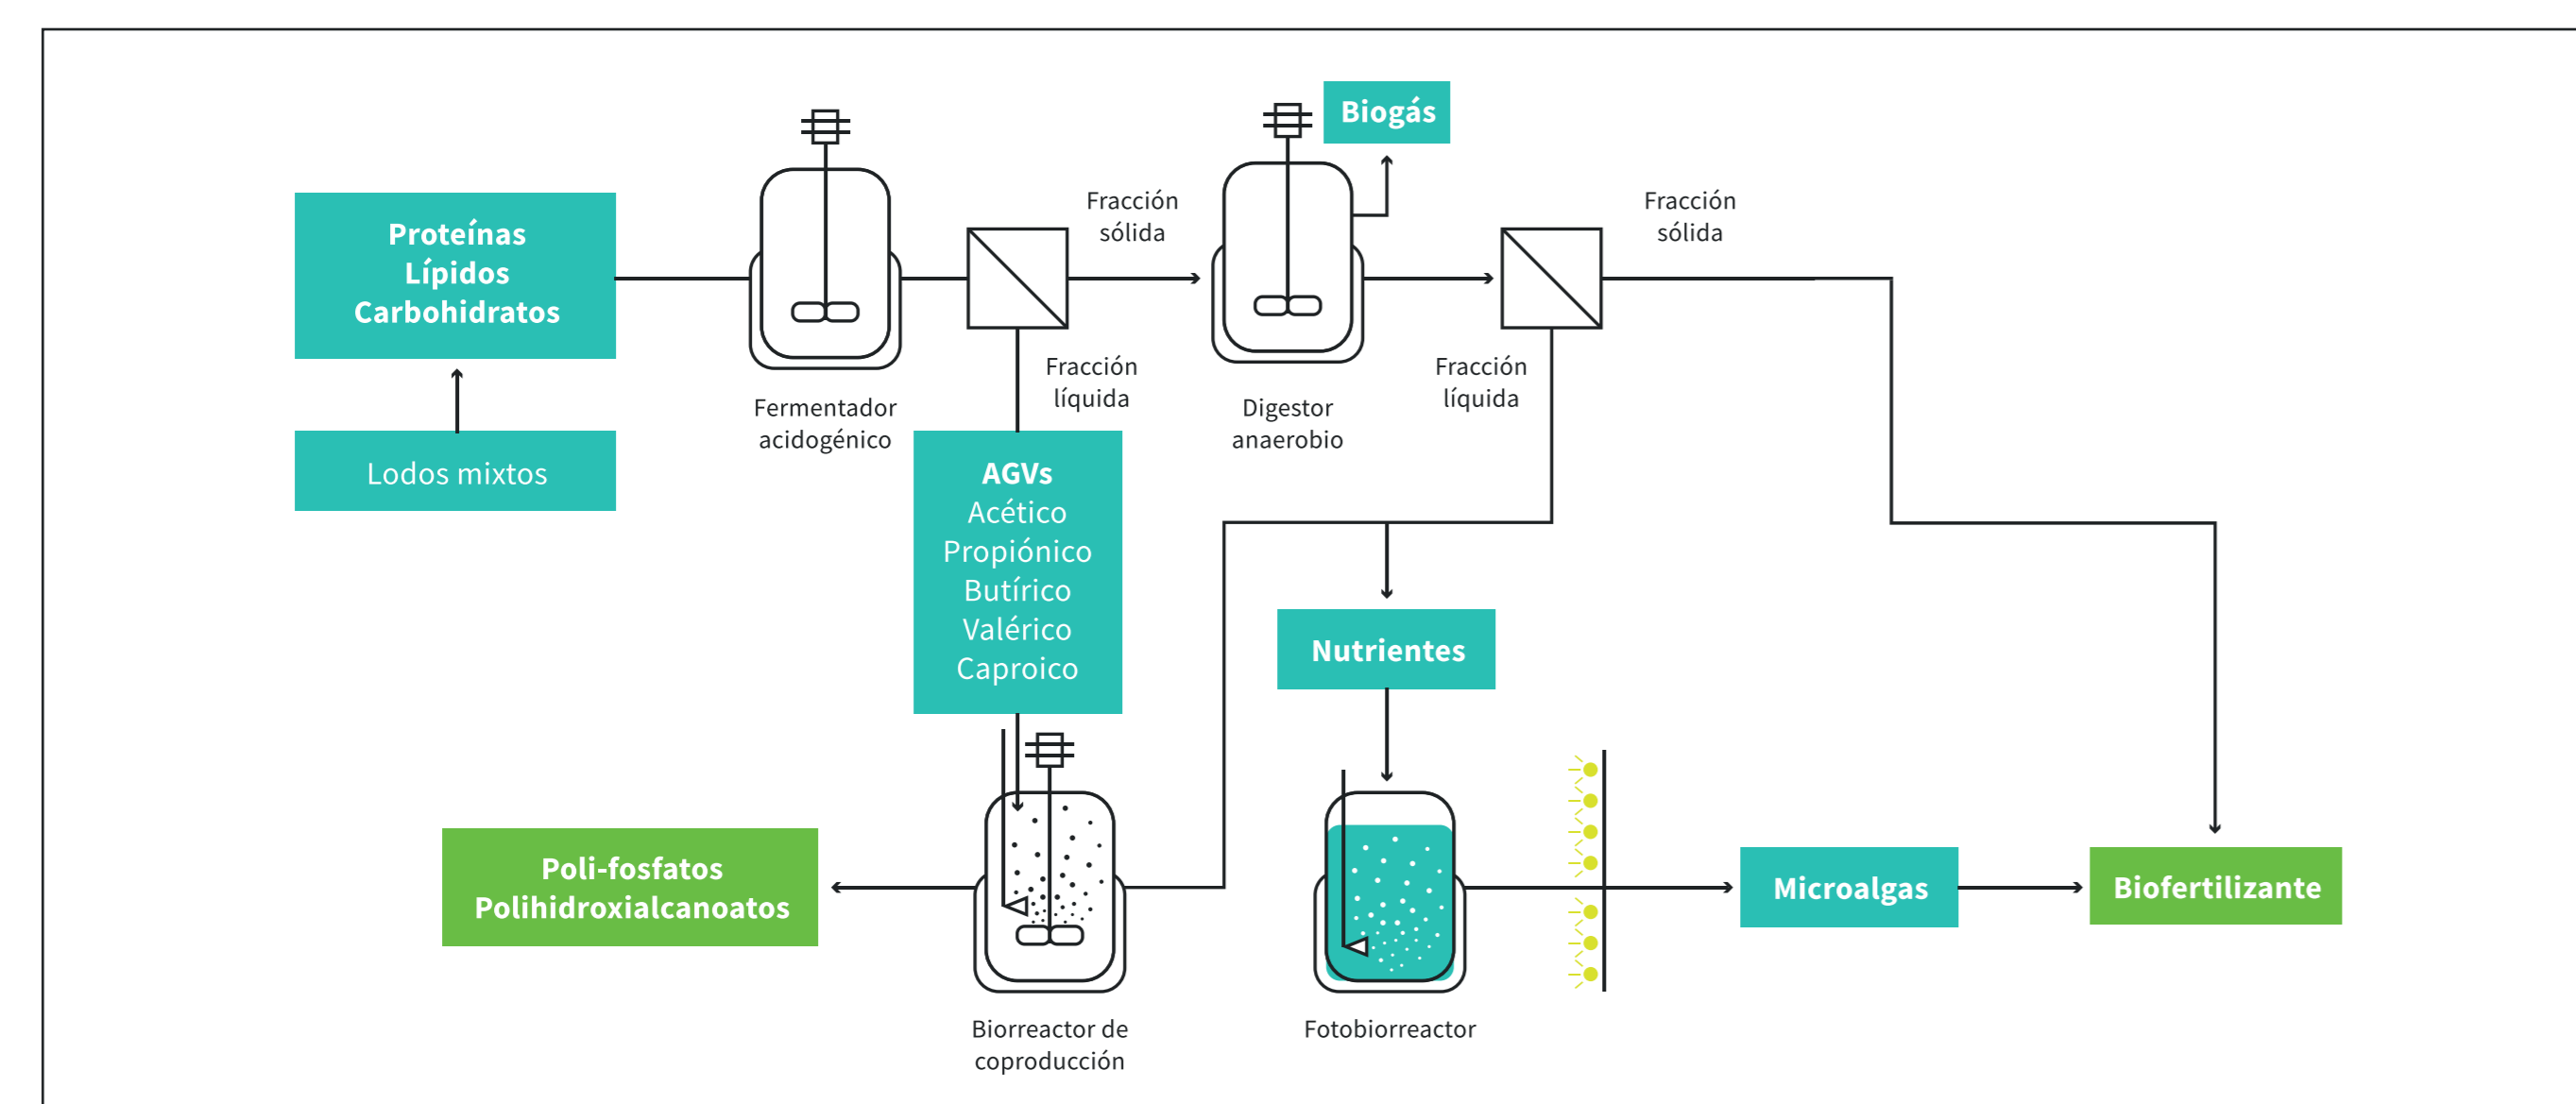 Biogás
Proteínas
Lípidos
Carbohidratos
Fracción
sólida
Fracción
sólida
Fermentador
acidogénico
Fracción
líquida
Digestor
anaerobio
Fracción
líquida
Lodos mixtos
AGVs
Acético
Propiónico
Butírico
Valérico
Caproico
Nutrientes
Poli-fosfatos
Polihidroxialcanoatos
Microalgas
Biofertilizante
Biorreactor de
coproducción
Fotobiorreactor